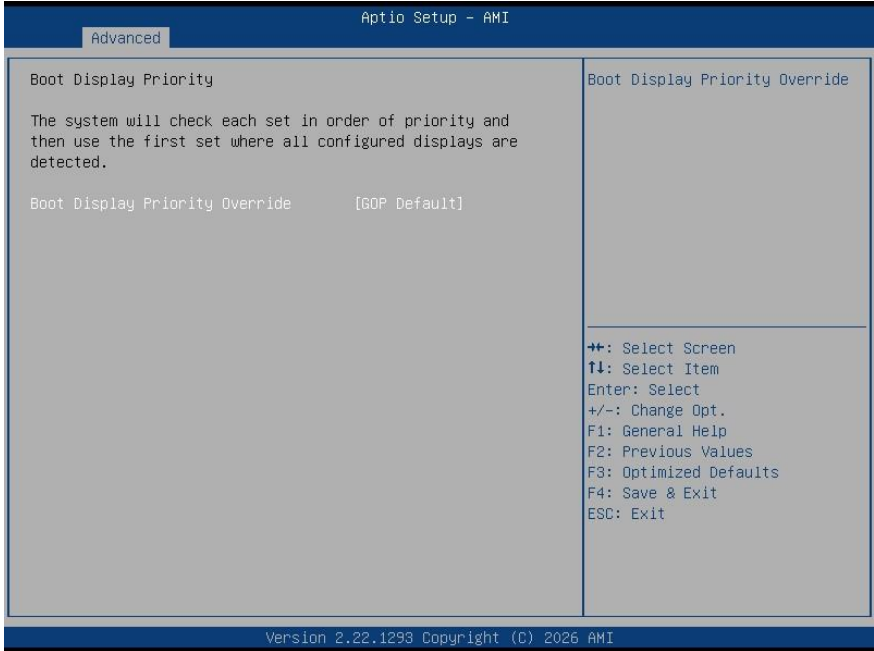 Aptio Setup – AMI
Advanced
Boot Display Priority
The system will check each set in order of priority and
then use the first set where all configured displays are
detected.
Boot Display Priority Override [GOP Default]
Boot Display Priority Override
→←: Select Screen
↑↓: Select Item
Enter: Select
+/-: Change Opt.
F1: General Help
F2: Previous Values
F3: Optimized Defaults
F4: Save & Exit
ESC: Exit
Version 2.22.1293 Copyright (C) 2026 AMI